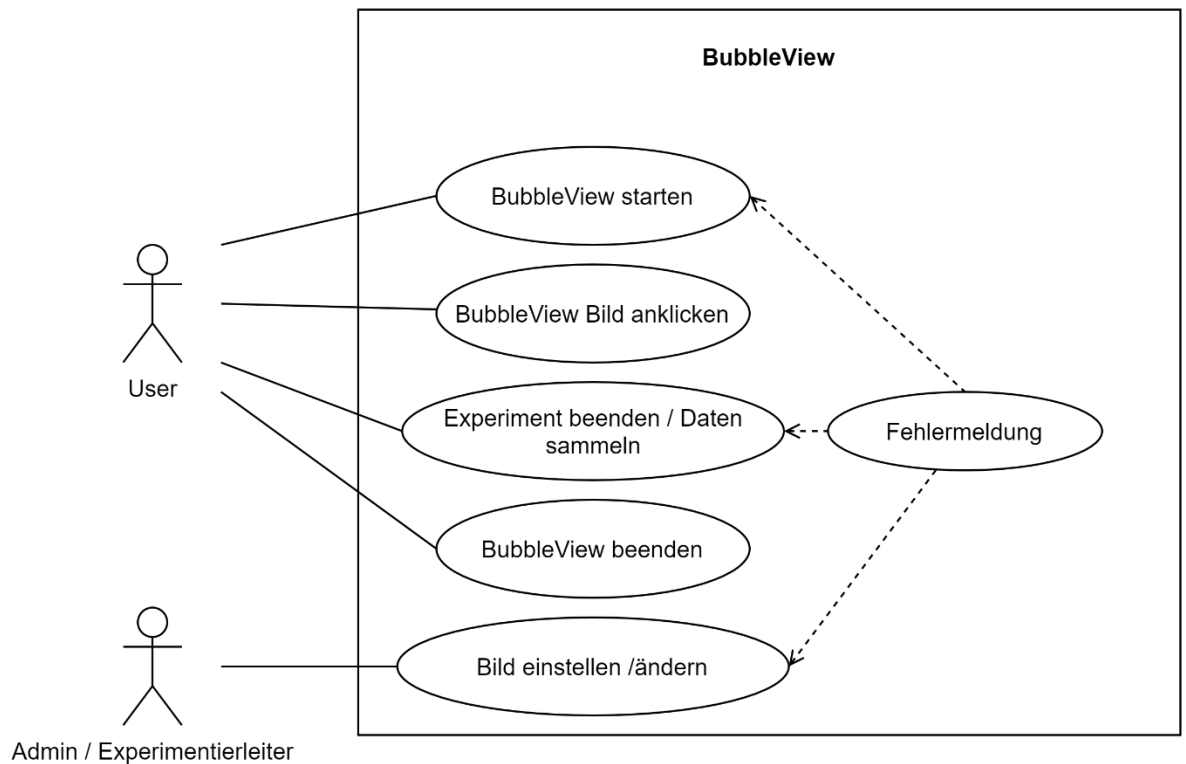 BubbleView
BubbleView starten
BubbleView Bild anklicken
User
Experiment beenden / Daten
sammeln
Fehlermeldung
BubbleView beenden
Bild einstellen /ändern
Admin / Experimentierleiter